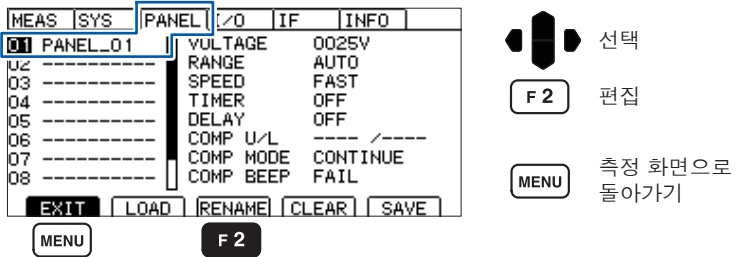 MEAS SYS PANEL I/O IF INFO
01 PANEL_01 VOLTAGE 0025V
02 ----------- RANGE AUTO
03 ----------- SPEED FAST
04 ----------- TIMER OFF
05 ----------- DELAY OFF
06 ----------- COMP U/L ---- /----
07 ----------- COMP MODE CONTINUE
08 ----------- COMP BEEP FAIL
EXIT LOAD RENAME CLEAR SAVE
MENU F 2
선택
F 2 편집
MENU 측정 화면으로
돌아가기